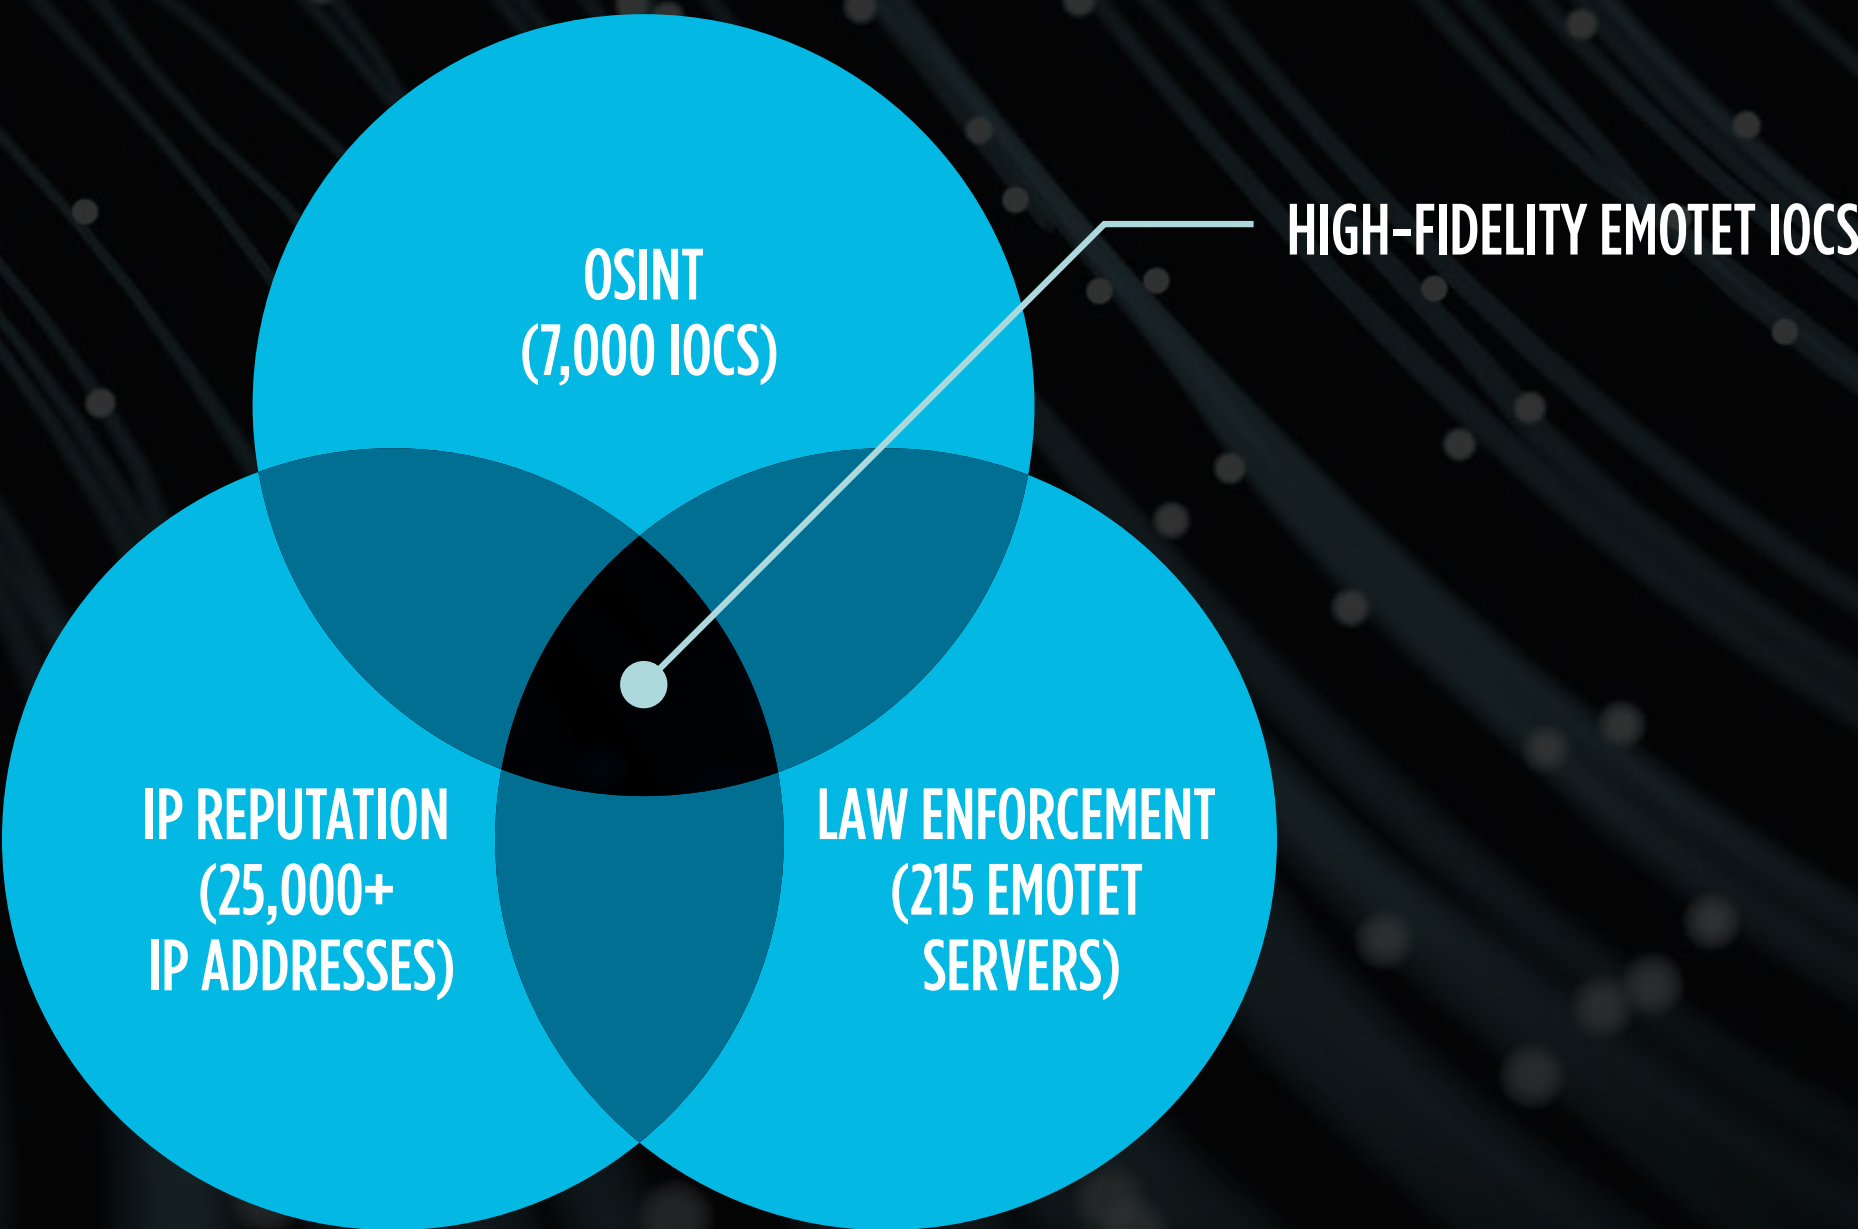 OSINT
(7,000 IOCS)
HIGH-FIDELITY EMOTET IOCS
IP REPUTATION
(25,000+
IP ADDRESSES)
LAW ENFORCEMENT
(215 EMOTET
SERVERS)